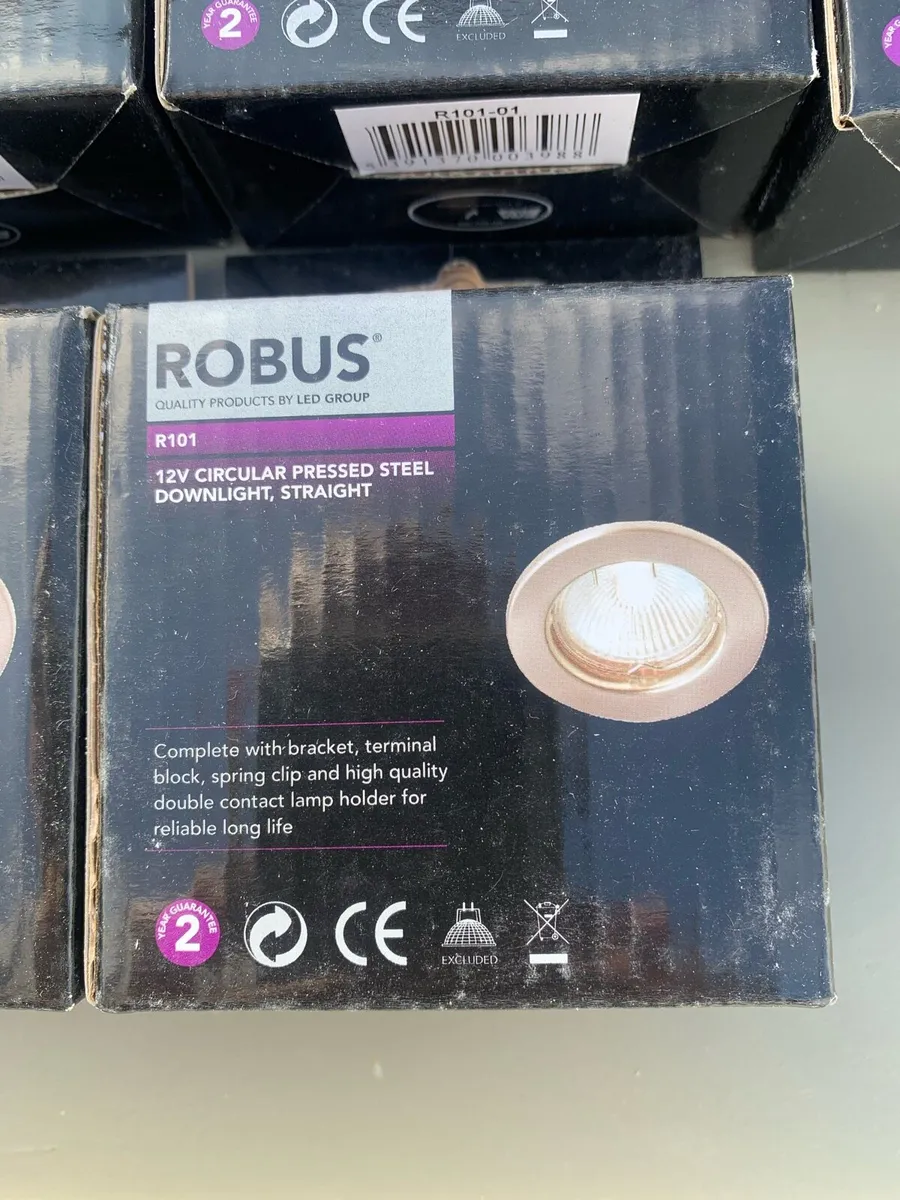 YEAR GUARANTEE
2
CE
EXCLUDED
R101-01
ROBUS®
QUALITY PRODUCTS BY LED GROUP
R101
12V CIRCULAR PRESSED STEEL
DOWNLIGHT, STRAIGHT
Complete with bracket, terminal
block, spring clip and high quality
double contact lamp holder for
reliable long life
YEAR GUARANTEE
2
CE
EXCLUDED